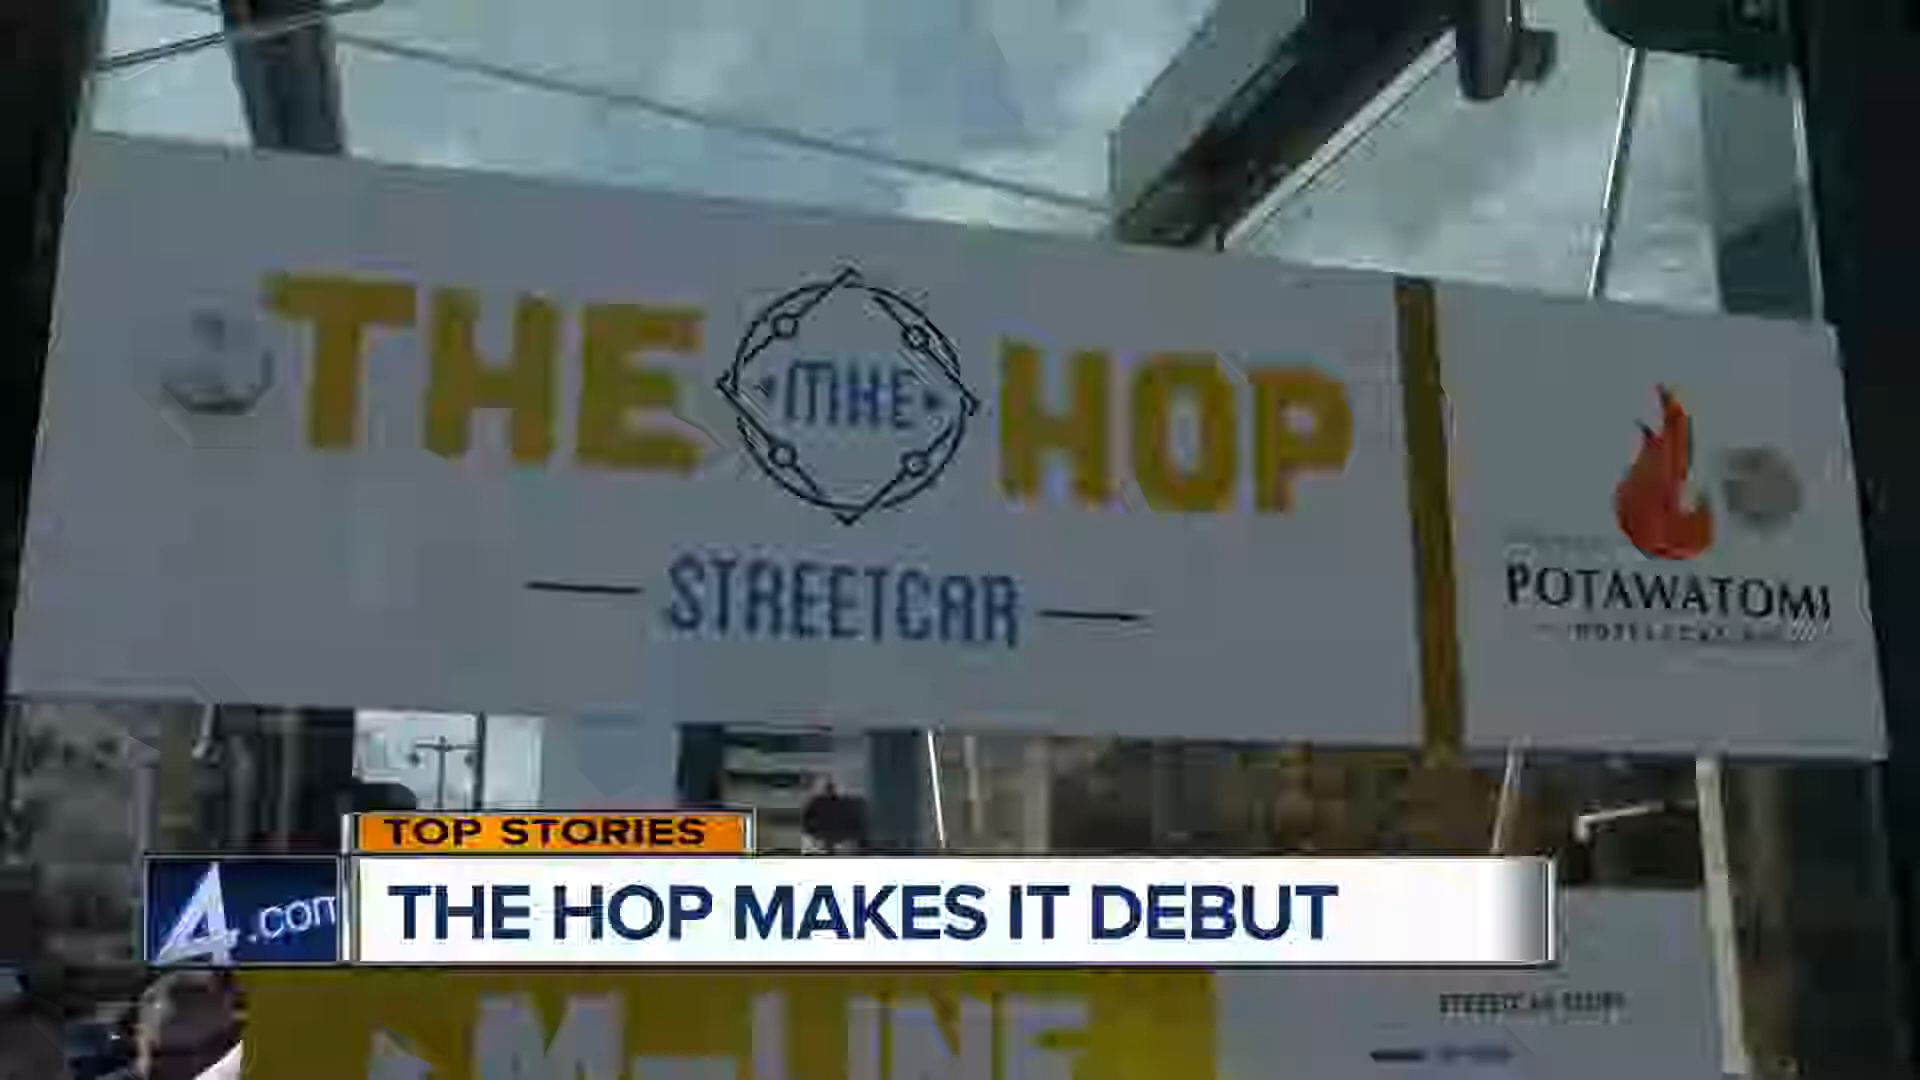 THE MKE HOP
STREETCAR
POTAWATOMI
TOP STORIES
4.com
THE HOP MAKES IT DEBUT
M-LINE